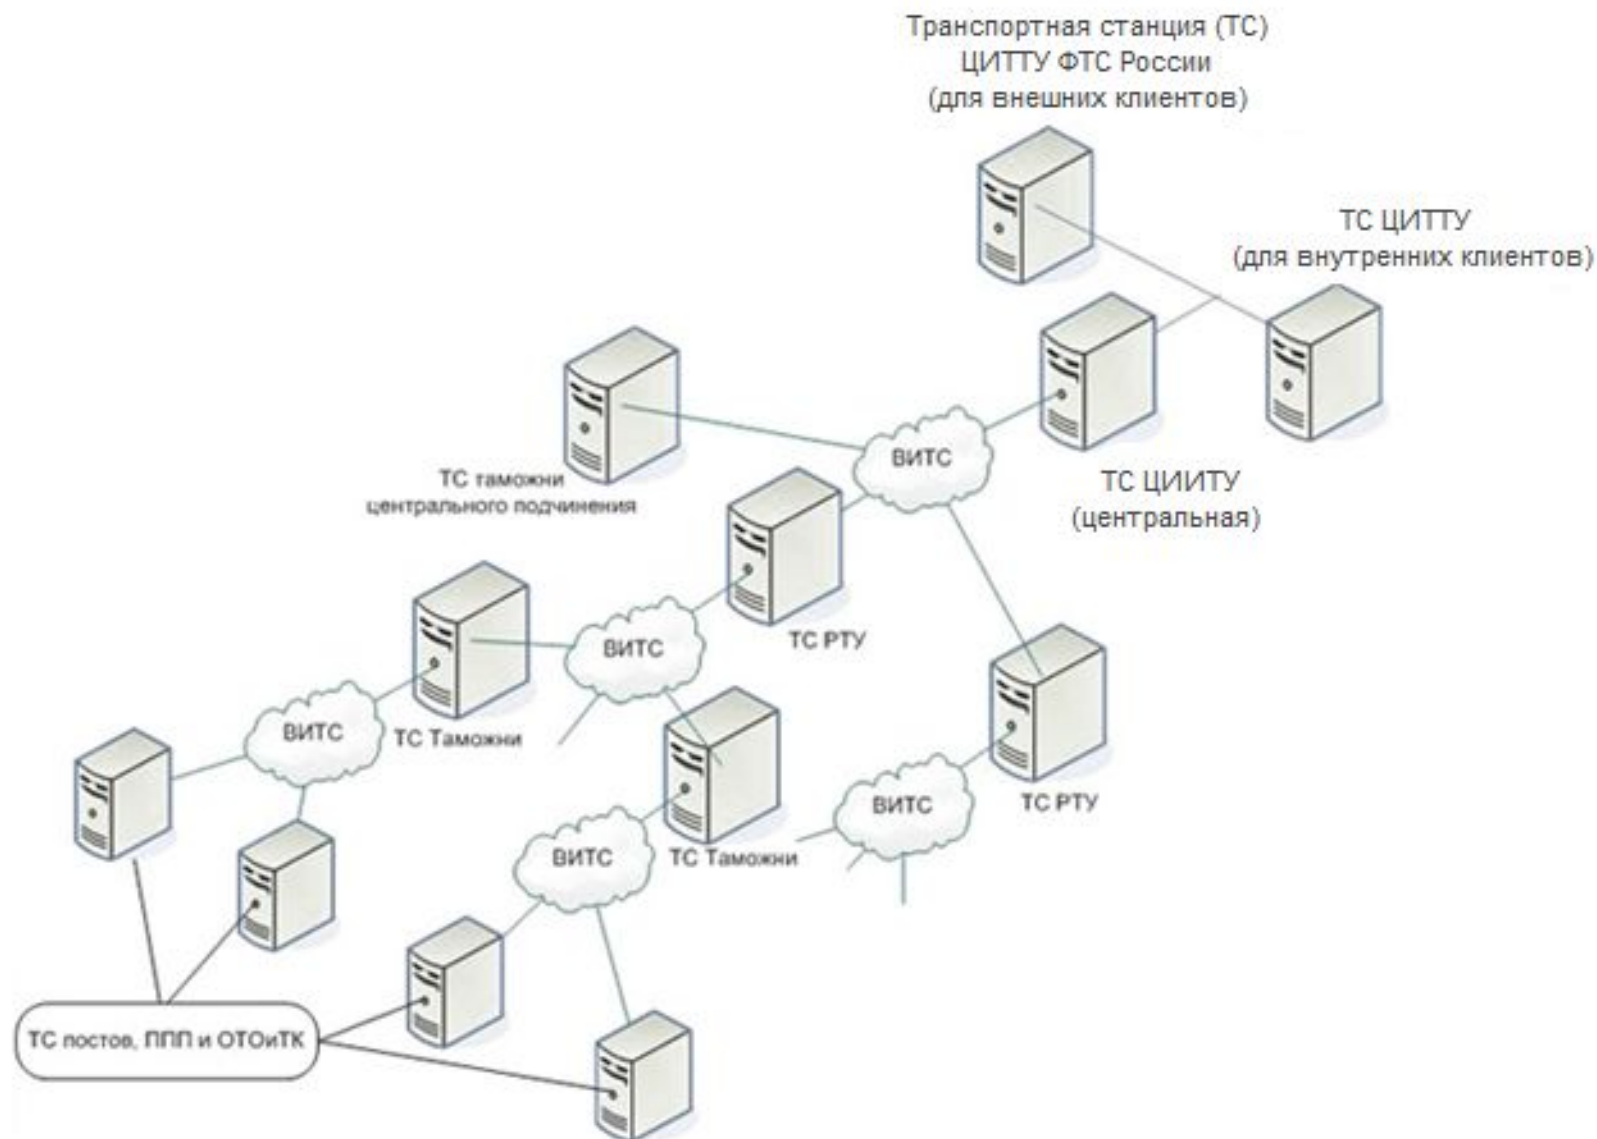 Транспортная станция (ТС)
ЦИТТУ ФТС России
(для внешних клиентов)
ТС ЦИТТУ
(для внутренних клиентов)
ВИТС
ТС таможни
центрального подчинения
ТС ЦИИТУ
(центральная)
ВИТС
ТС РТУ
ВИТС
ТС Таможни
ВИТС
ТС РТУ
ВИТС
ТС Таможни
ТС постов, ППП и ОТОиТК